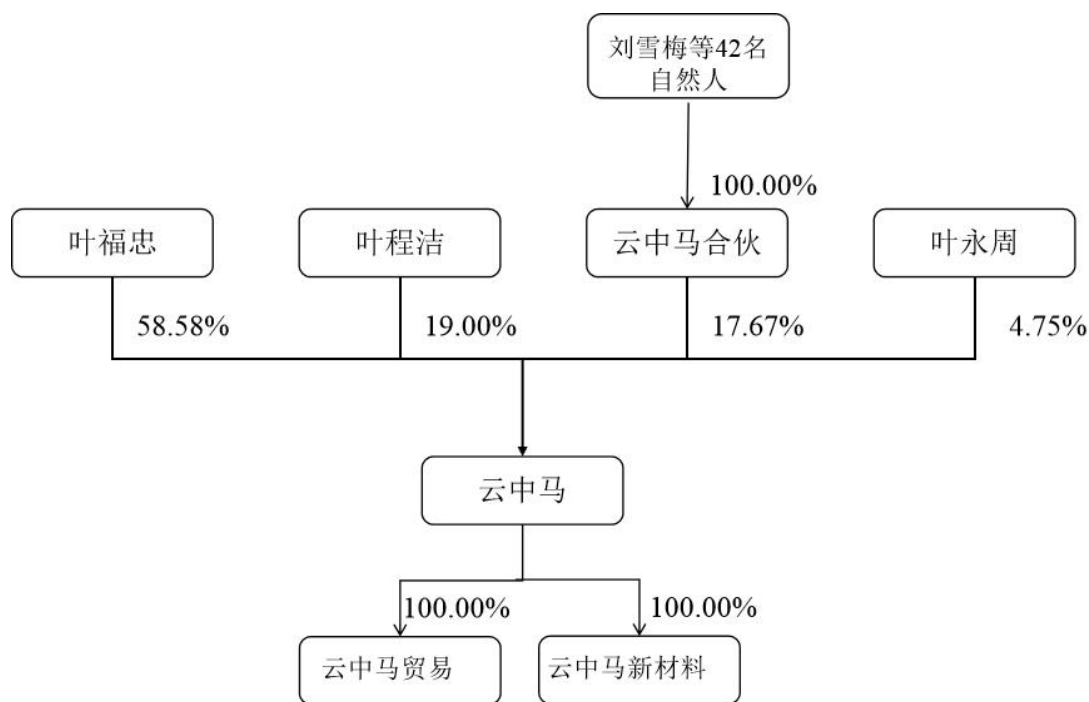 刘雪梅等42名
自然人
100.00%
叶福忠
叶程洁
云中马合伙
叶永周
58.58%
19.00%
17.67%
4.75%
云中马
100.00%
100.00%
云中马贸易
云中马新材料